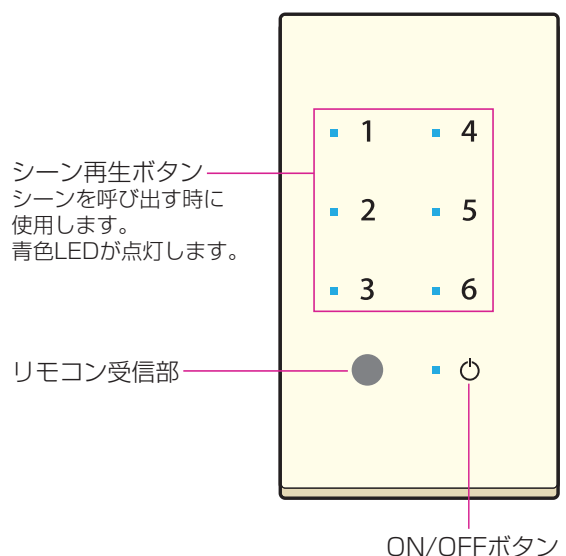 1 4
シーン再生ボタン
シーンを呼び出す時に
使用します。
青色LEDが点灯します。
2 5
3 6
リモコン受信部
ON/OFFボタン